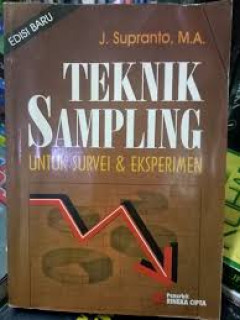 EDISI BARU
J. Supranto, M.A.
TEKNIK
SAMPLING
UNTUK SURVEI & EKSPERIMEN
Penerbit
RINEKA CIPTA